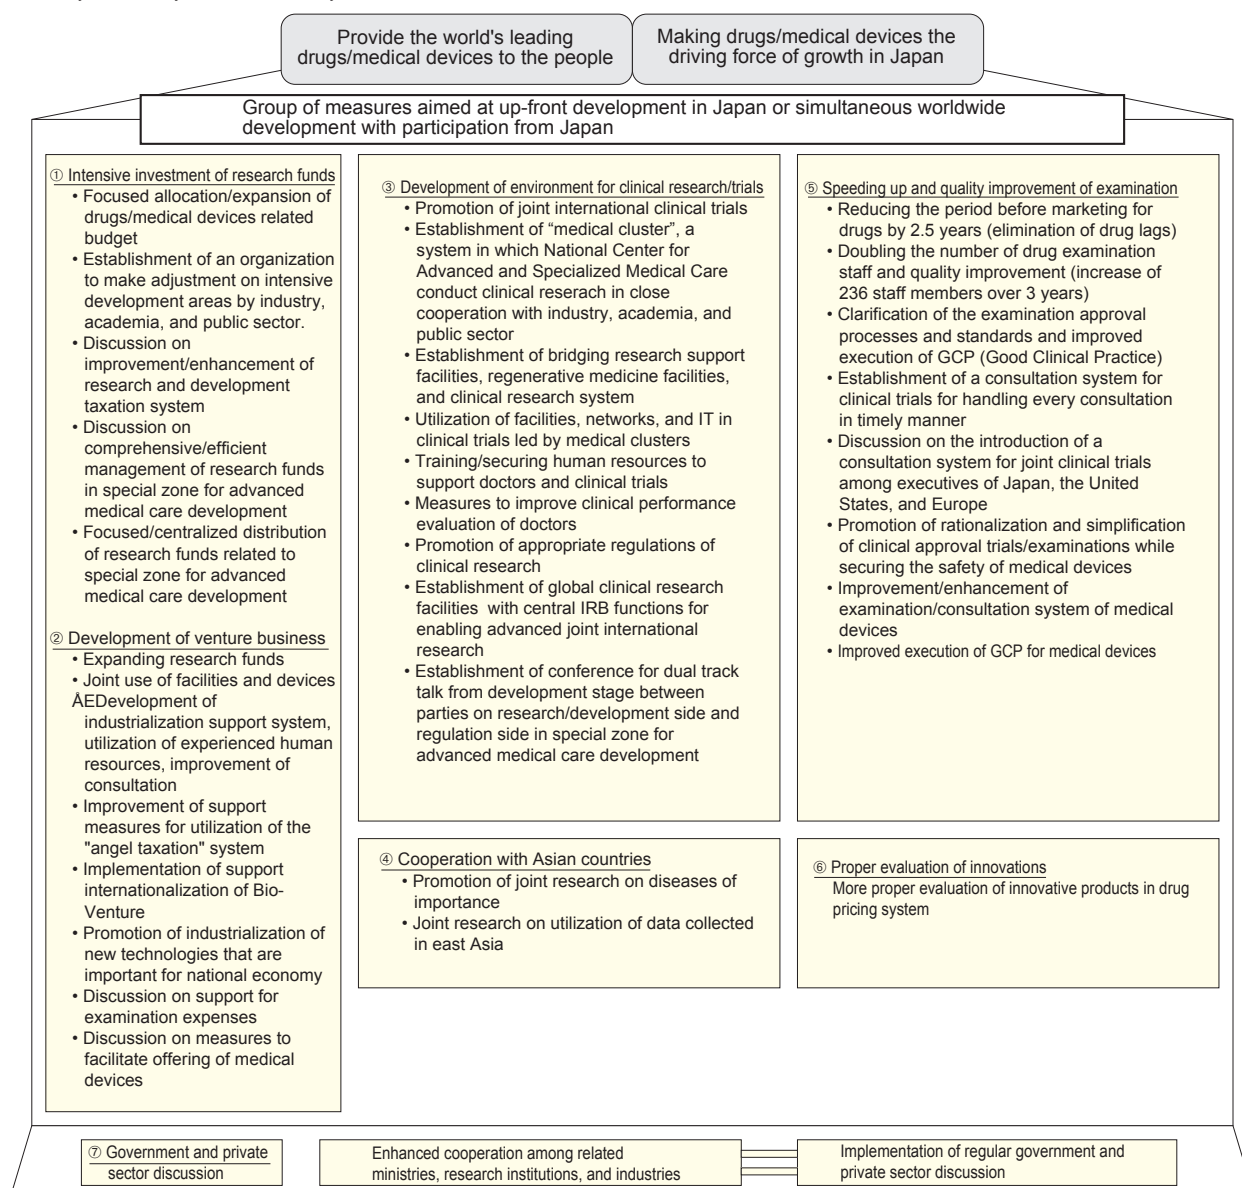 Provide the world's leading
drugs/medical devices to the people
Making drugs/medical devices the
driving force of growth in Japan
Group of measures aimed at up-front development in Japan or simultaneous worldwide
development with participation from Japan
① Intensive investment of research funds
• Focused allocation/expansion of
drugs/medical devices related
budget
• Establishment of an organization
to make adjustment on intensive
development areas by industry,
academia, and public sector.
• Discussion on
improvement/enhancement of
research and development
taxation system
• Discussion on
comprehensive/efficient
management of research funds
in special zone for advanced
medical care development
• Focused/centralized distribution
of research funds related to
special zone for advanced
medical care development
② Development of venture business
• Expanding research funds
• Joint use of facilities and devices
ÅEDevelopment of
industrialization support system,
utilization of experienced human
resources, improvement of
consultation
• Improvement of support
measures for utilization of the
"angel taxation" system
• Implementation of support
internationalization of Bio-
Venture
• Promotion of industrialization of
new technologies that are
important for national economy
• Discussion on support for
examination expenses
• Discussion on measures to
facilitate offering of medical
devices
③ Development of environment for clinical research/trials
• Promotion of joint international clinical trials
• Establishment of “medical cluster”, a
system in which National Center for
Advanced and Specialized Medical Care
conduct clinical reserach in close
cooperation with industry, academia, and
public sector
• Establishment of bridging research support
facilities, regenerative medicine facilities,
and clinical research system
• Utilization of facilities, networks, and IT in
clinical trials led by medical clusters
• Training/securing human resources to
support doctors and clinical trials
• Measures to improve clinical performance
evaluation of doctors
• Promotion of appropriate regulations of
clinical research
• Establishment of global clinical research
facilities with central IRB functions for
enabling advanced joint international
research
• Establishment of conference for dual track
talk from development stage between
parties on research/development side and
regulation side in special zone for
advanced medical care development
④ Cooperation with Asian countries
• Promotion of joint research on diseases of
importance
• Joint research on utilization of data collected
in east Asia
⑤ Speeding up and quality improvement of examination
• Reducing the period before marketing for
drugs by 2.5 years (elimination of drug lags)
• Doubling the number of drug examination
staff and quality improvement (increase of
236 staff members over 3 years)
• Clarification of the examination approval
processes and standards and improved
execution of GCP (Good Clinical Practice)
• Establishment of a consultation system for
clinical trials for handling every consultation
in timely manner
• Discussion on the introduction of a
consultation system for joint clinical trials
among executives of Japan, the United
States, and Europe
• Promotion of rationalization and simplification
of clinical approval trials/examinations while
securing the safety of medical devices
• Improvement/enhancement of
examination/consultation system of medical
devices
• Improved execution of GCP for medical devices
⑥ Proper evaluation of innovations
More proper evaluation of innovative products in drug
pricing system
⑦ Government and private
sector discussion
Enhanced cooperation among related
ministries, research institutions, and industries
Implementation of regular government and
private sector discussion